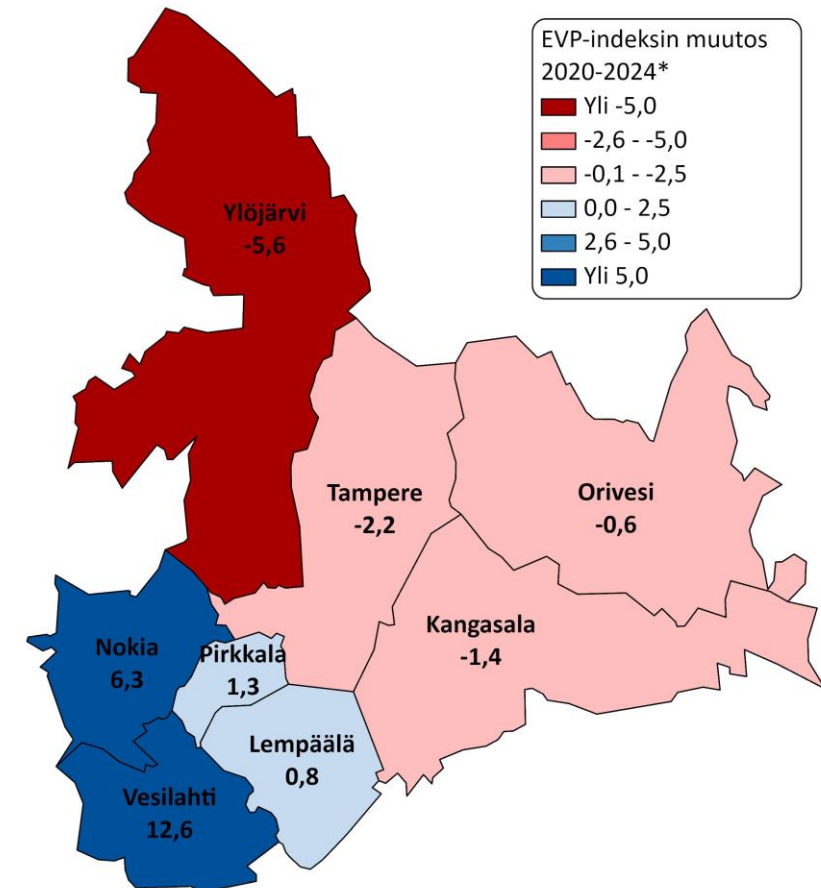 EVP-indeksin muutos
2020-2024*
Yli -5,0
-2,6 - -5,0
-0,1 - -2,5
0,0 - 2,5
2,6 - 5,0
Yli 5,0
Ylöjärvi
-5,6
Tampere
-2,2
Orivesi
-0,6
Kangasala
-1,4
Nokia
6,3
Pirkkala
1,3
Lempäälä
0,8
Vesilahti
12,6